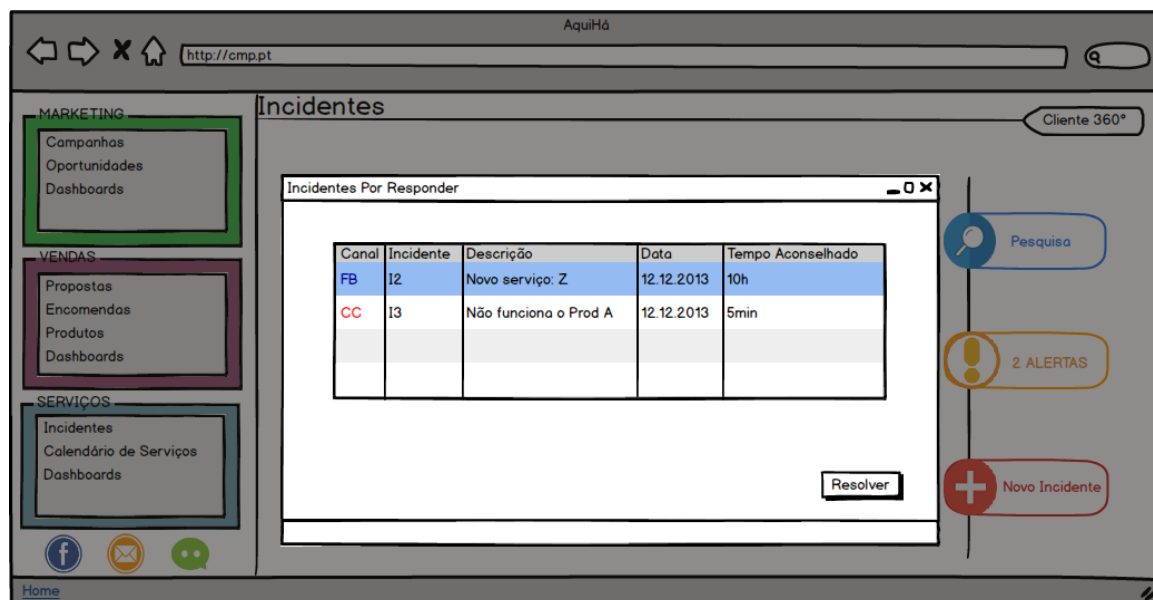 AquiHá
http://cmp.pt
MARKETING
Campanhas
Oportunidades
Dashboards
VENDAS
Propostas
Encomendas
Produtos
Dashboards
SERVIÇOS
Incidentes
Calendário de Serviços
Dashboards
Home
Incidentes
Cliente 360°
Incidentes Por Responder
Canal Incidente Descrição Data Tempo Aconselhado
FB I2 Novo serviço: Z 12.12.2013 10h
CC I3 Não funciona o Prod A 12.12.2013 5min
Resolver
Pesquisa
2 ALERTAS
Novo Incidente